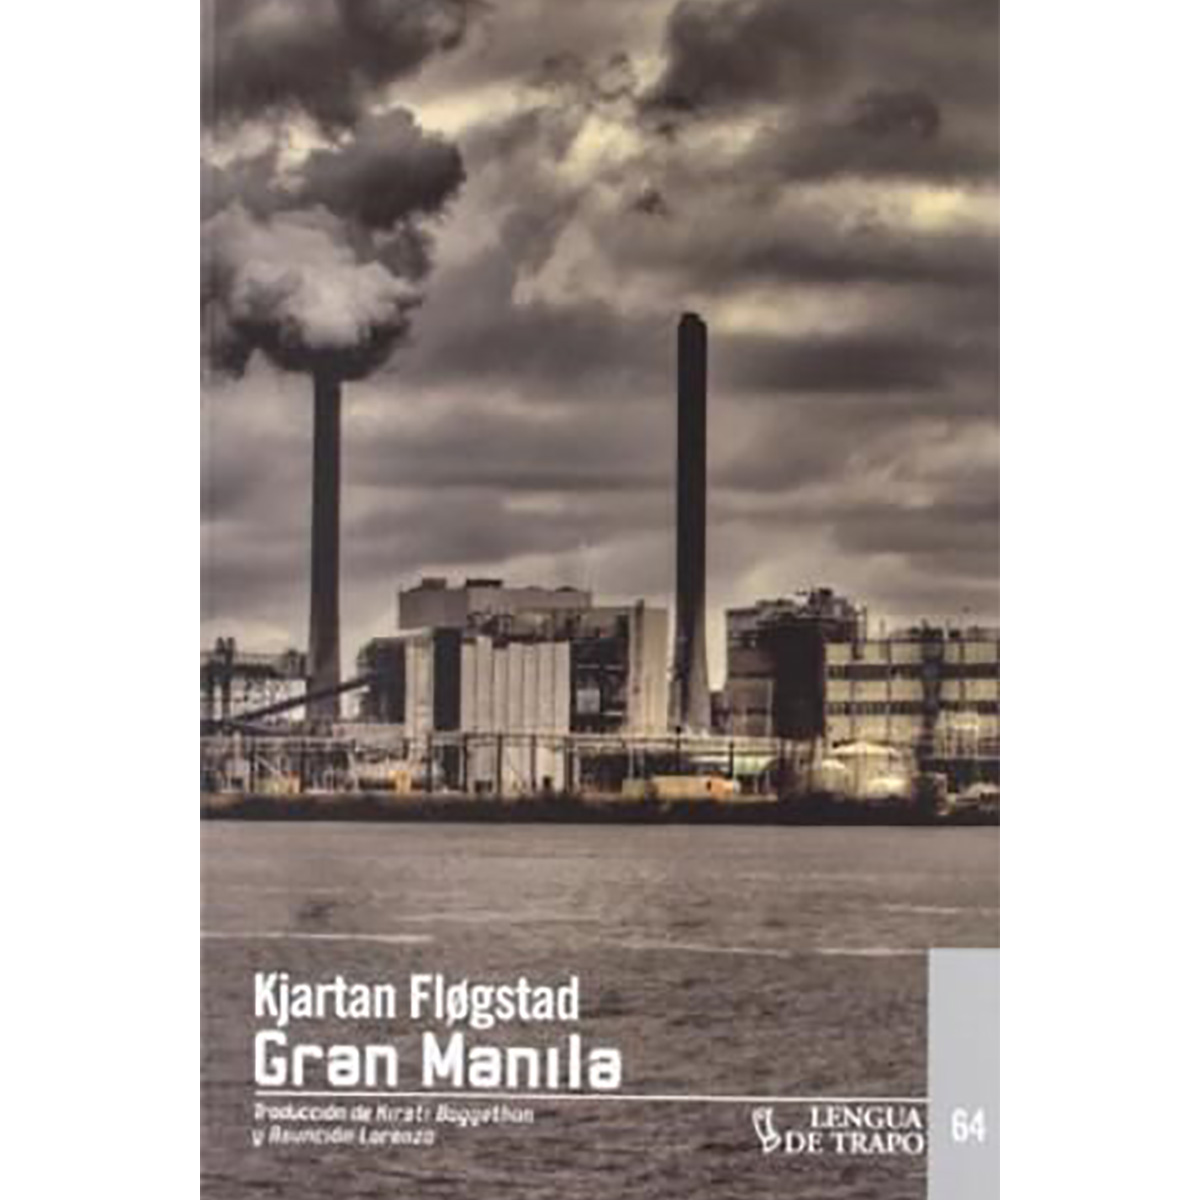 Kjartan Fløgstad
Gran Manila
Traducción de Kirsti Baggethun
y Asunción Lorenzo
LENGUA
DE TRAPO
64